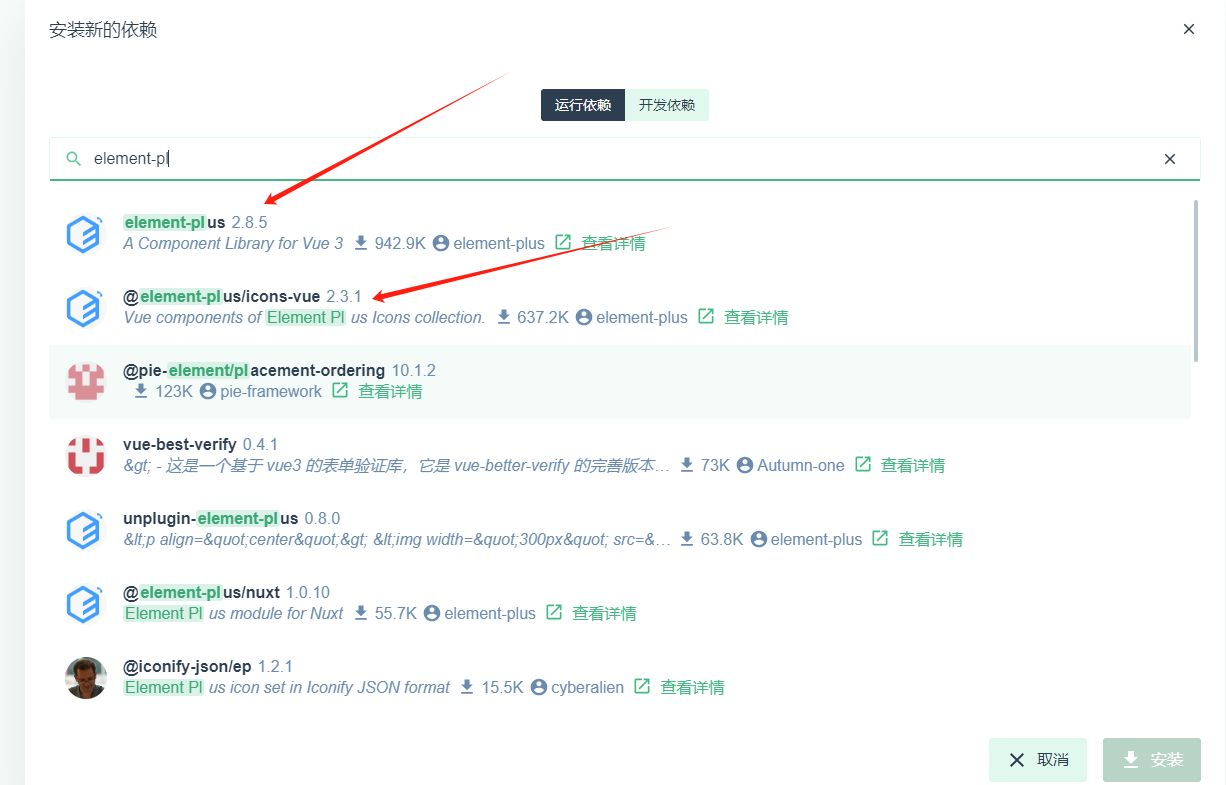 安装新的依赖
运行依赖 开发依赖
element-pl
element-plus 2.8.5
A Component Library for Vue 3 942.9K element-plus 查看详情
@element-plus/icons-vue 2.3.1
Vue components of Element Pl us Icons collection. 637.2K element-plus 查看详情
@pie-element/placement-ordering 10.1.2
123K pie-framework 查看详情
vue-best-verify 0.4.1
&gt; - 这是一个基于 vue3 的表单验证库，它是 vue-better-verify 的完善版本… 73K Autumn-one 查看详情
unplugin-element-plus 0.8.0
&lt;p align=&quot;center&quot;&gt; &lt;img width=&quot;300px&quot; src=&… 63.8K element-plus 查看详情
@element-plus/nuxt 1.0.10
Element Pl us module for Nuxt 55.7K element-plus 查看详情
@iconify-json/ep 1.2.1
Element Pl us icon set in Iconify JSON format 15.5K cyberalien 查看详情
取消 安装